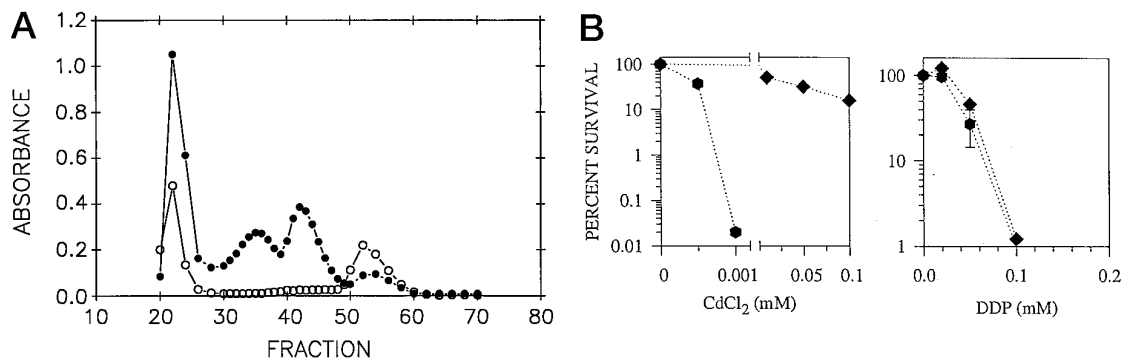 A
ABSORBANCE
1.2
1.0
0.8
0.6
0.4
0.2
0.0
10 20 30 40 50 60 70 80
FRACTION
B
PERCENT SURVIVAL
100
10
1
0.1
0.01
0 0.001 0.05 0.1
CdCl2 (mM)
100
10
1
0.0 0.1 0.2
DDP (mM)